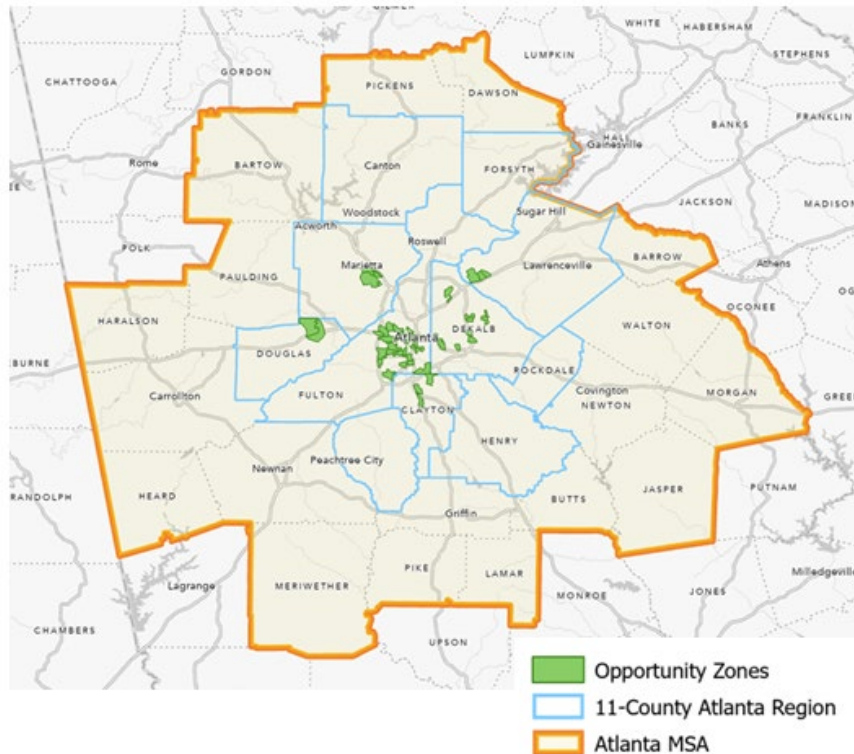 WHITE
HABERSHAM
LUMPKIN
STEPHENS
CHATTOOGA
GORDON
PICKENS
DAWSON
BANKS
FRANKLIN
HALL
Gainesville
Rome
BARTOW
Canton
FORSYTH
JACKSON
MADISON
Woodstock
Sugar Hill
Acworth
POLK
Roswell
BARROW
Marietta
Lawrenceville
Athens
PAULDING
OCONEE
HARALSON
Atlanta
DEKALB
WALTON
DOUGLAS
ROCKDALE
Carrollton
FULTON
Covington
NEWTON
MORGAN
GREE
CLAYTON
HENRY
Peachtree City
Newnan
RANDOLPH
HEARD
BUTTS
JASPER
PUTNAM
Griffin
PIKE
LAMAR
MERIWETHER
Lagrange
MONROE
JONES
Milledgevil
CHAMBERS
UPSON
Opportunity Zones
11-County Atlanta Region
Atlanta MSA